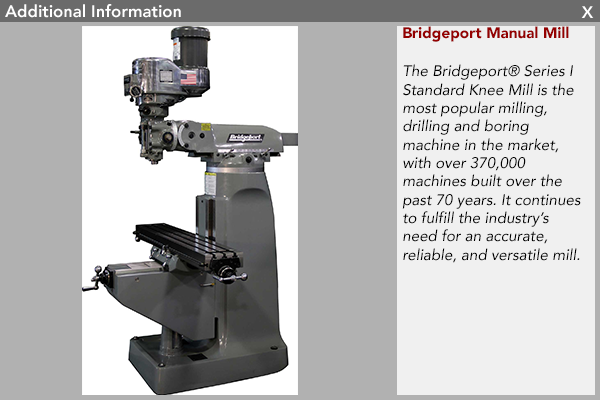 Additional Information X
Bridgeport Manual Mill
The Bridgeport® Series I
Standard Knee Mill is the
most popular milling,
drilling and boring
machine in the market,
with over 370,000
machines built over the
past 70 years. It continues
to fulfill the industry’s
need for an accurate,
reliable, and versatile mill.
Bridgeport